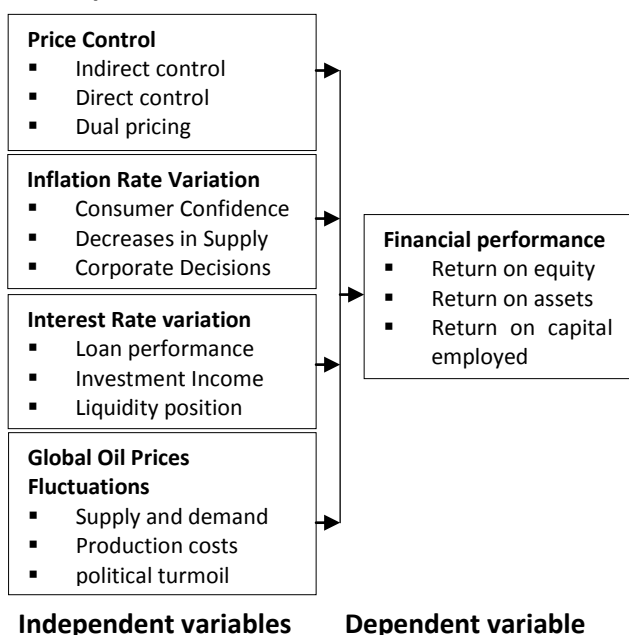 Price Control
▪ Indirect control
▪ Direct control
▪ Dual pricing
Inflation Rate Variation
▪ Consumer Confidence
▪ Decreases in Supply
▪ Corporate Decisions
Interest Rate variation
▪ Loan performance
▪ Investment Income
▪ Liquidity position
Global Oil Prices
Fluctuations
▪ Supply and demand
▪ Production costs
▪ political turmoil
Independent variables
Financial performance
▪ Return on equity
▪ Return on assets
▪ Return on capital
employed
Dependent variable